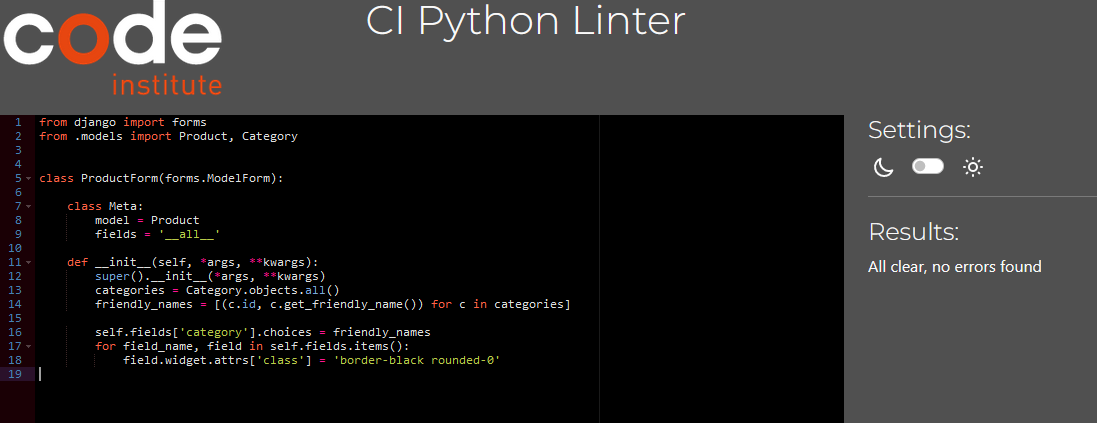 code
institute
CI Python Linter
1 from django import forms
2 from .models import Product, Category
3
4
5 class ProductForm(forms.ModelForm):
6
7     class Meta:
8         model = Product
9         fields = '__all__'
10
11     def __init__(self, *args, **kwargs):
12         super().__init__(*args, **kwargs)
13         categories = Category.objects.all()
14         friendly_names = [(c.id, c.get_friendly_name()) for c in categories]
15
16         self.fields['category'].choices = friendly_names
17         for field_name, field in self.fields.items():
18             field.widget.attrs['class'] = 'border-black rounded-0'
19
Settings:
Results:
All clear, no errors found